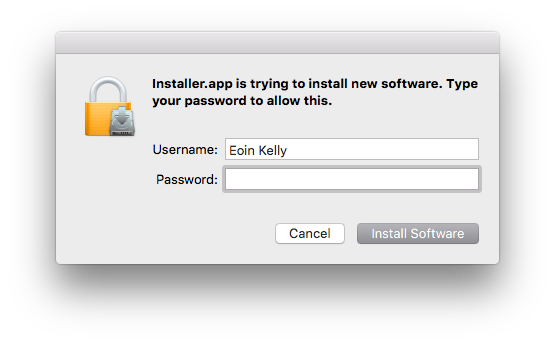 Installer.app is trying to install new software. Type
your password to allow this.
Username: Eoin Kelly
Password:
Cancel Install Software